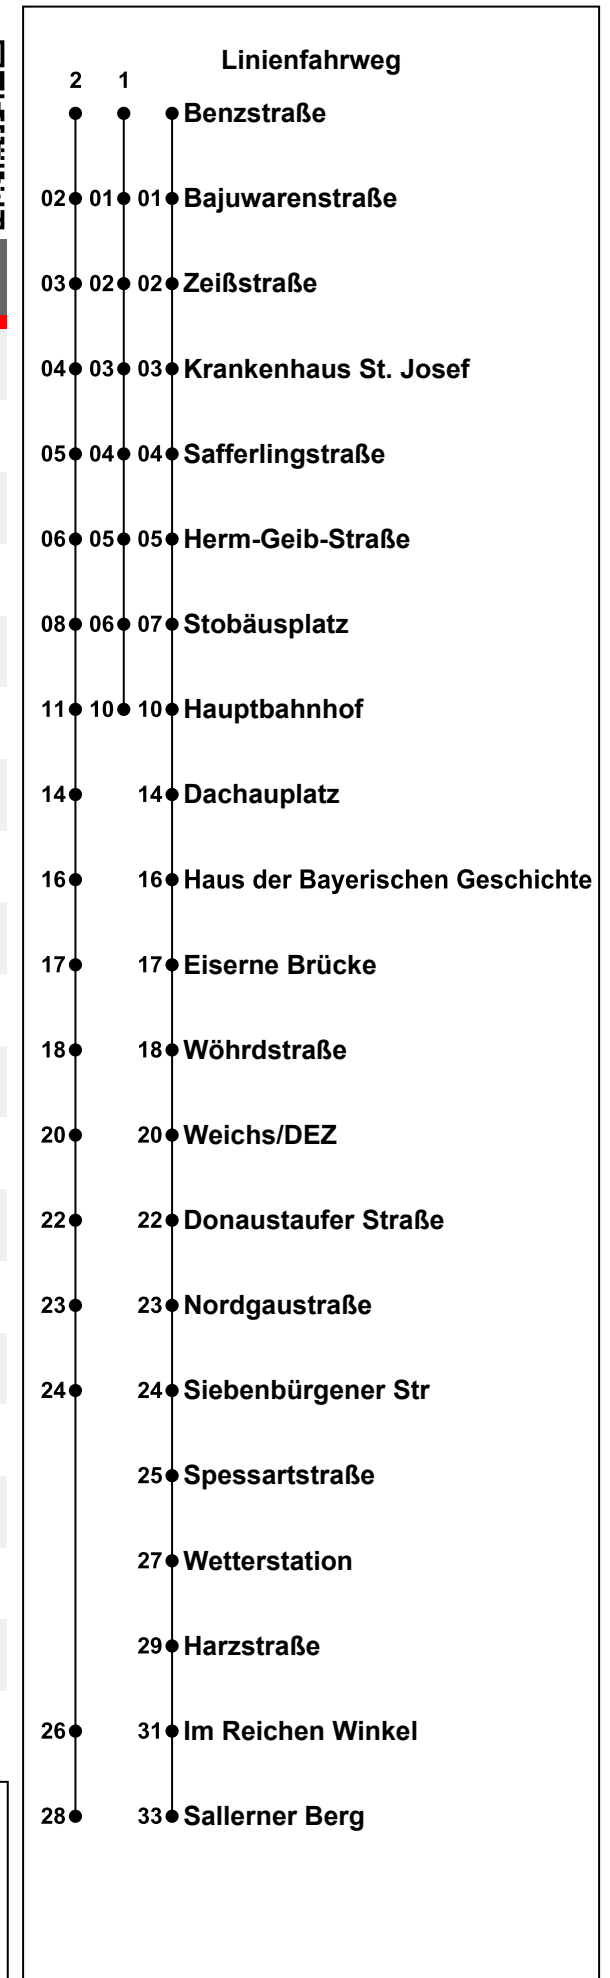 Linienfahrweg
2 1
Benzstraße
02 01 01 Bajuwarenstraße
03 02 02 Zeißstraße
04 03 03 Krankenhaus St. Josef
05 04 04 Safferlingstraße
06 05 05 Herm-Geib-Straße
08 06 07 Stobäusplatz
11 10 10 Hauptbahnhof
14 14 Dachauplatz
16 16 Haus der Bayerischen Geschichte
17 17 Eiserne Brücke
18 18 Wöhrdstraße
20 20 Weichs/DEZ
22 22 Donaustaufer Straße
23 23 Nordgaustraße
24 24 Siebenbürgener Str
25 Spessartstraße
27 Wetterstation
29 Harzstraße
26 31 Im Reichen Winkel
28 33 Sallerner Berg